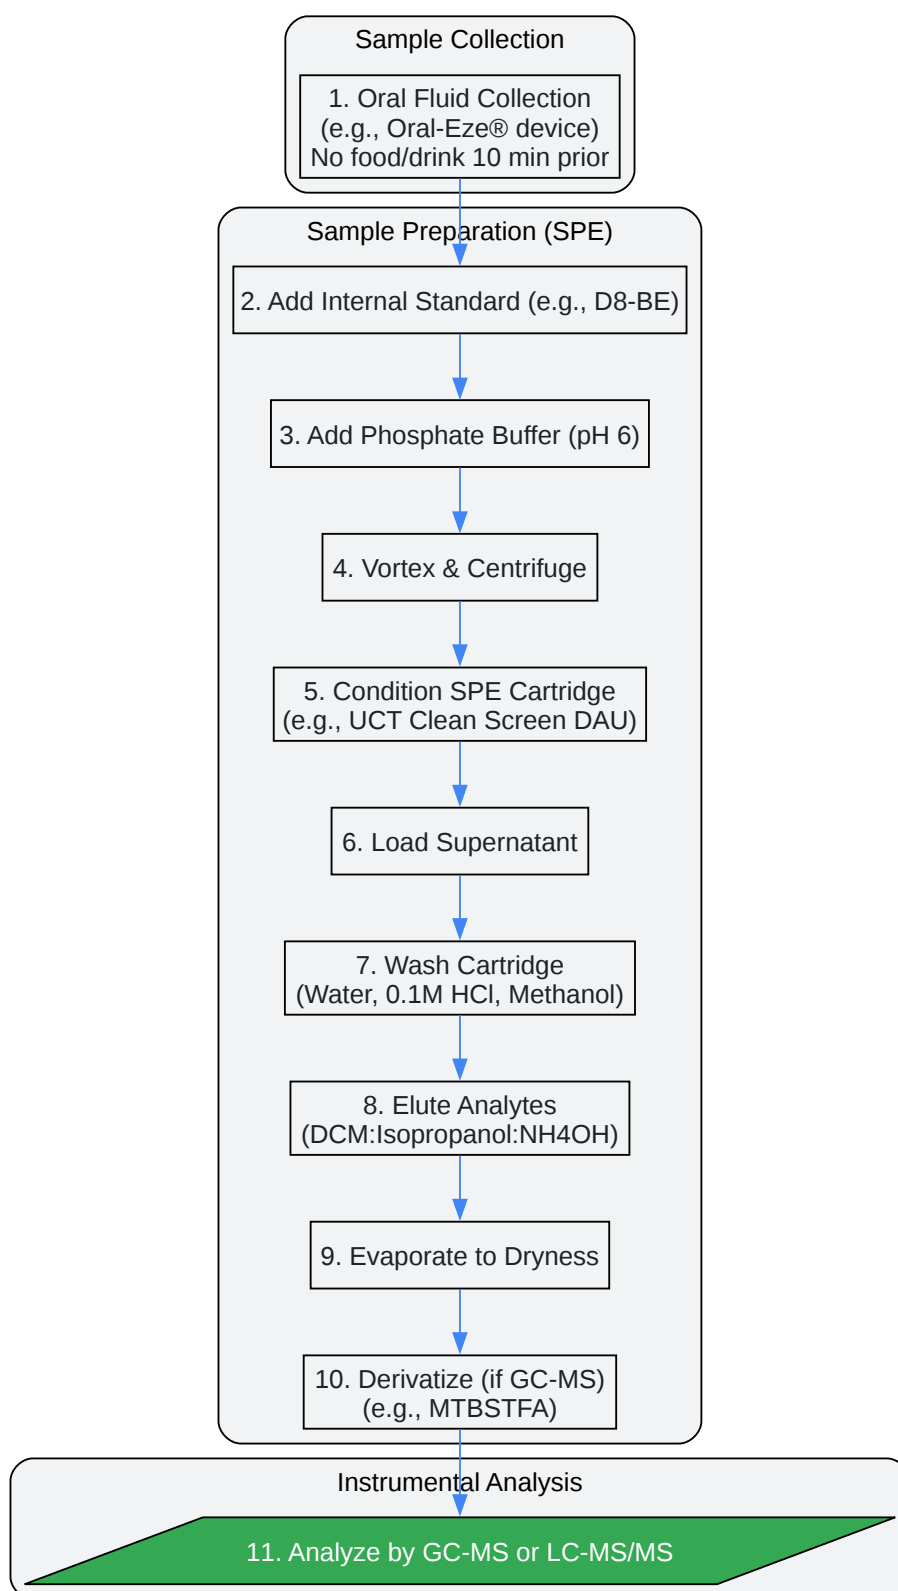 Sample Collection
1. Oral Fluid Collection
(e.g., Oral-Eze® device)
No food/drink 10 min prior
Sample Preparation (SPE)
2. Add Internal Standard (e.g., D8-BE)
3. Add Phosphate Buffer (pH 6)
4. Vortex & Centrifuge
5. Condition SPE Cartridge
(e.g., UCT Clean Screen DAU)
6. Load Supernatant
7. Wash Cartridge
(Water, 0.1M HCl, Methanol)
8. Elute Analytes
(DCM:Isopropanol:NH4OH)
9. Evaporate to Dryness
10. Derivatize (if GC-MS)
(e.g., MTBSTFA)
Instrumental Analysis
11. Analyze by GC-MS or LC-MS/MS